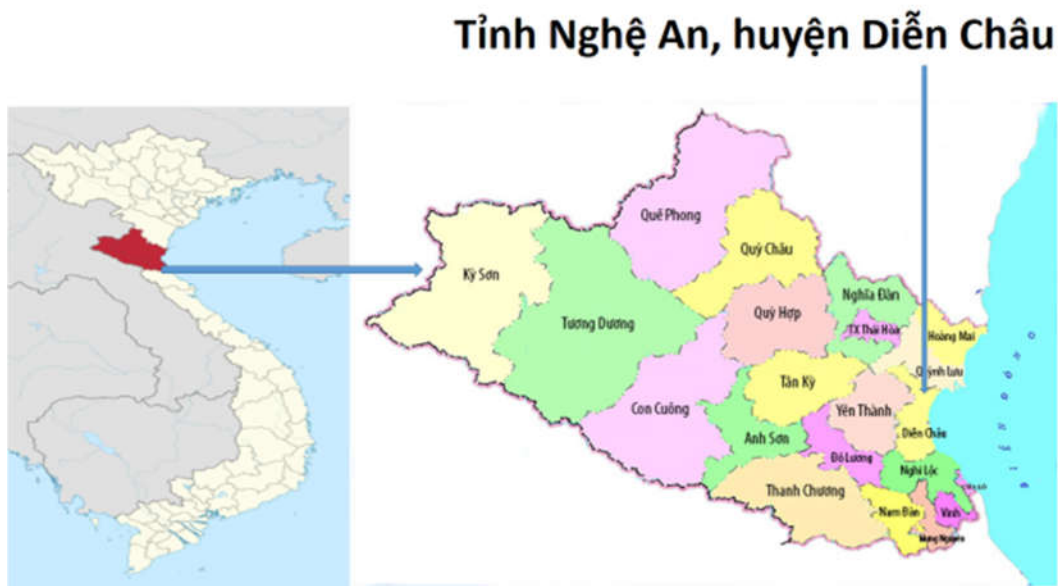 Tỉnh Nghệ An, huyện Diễn Châu
Quế Phong
Kỳ Sơn
Quỳ Châu
Nghĩa Đàn
Quỳ Hợp
Tương Dương
TX Thái Hòa
Hoàng Mai
Quỳnh Lưu
Tân Kỳ
Con Cuông
Yên Thành
Diễn Châu
Anh Sơn
Đô Lương
Nghi Lộc
Thanh Chương
Nam Đàn
Vinh
Hưng Nguyên